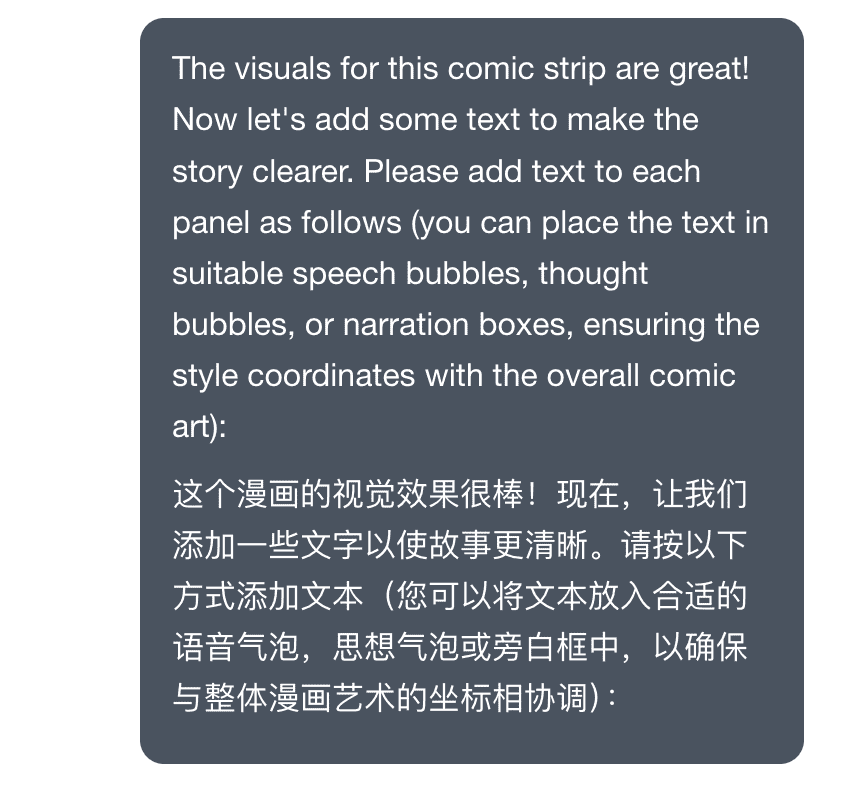 The visuals for this comic strip are great!
Now let's add some text to make the
story clearer. Please add text to each
panel as follows (you can place the text in
suitable speech bubbles, thought
bubbles, or narration boxes, ensuring the
style coordinates with the overall comic
art):
这个漫画的视觉效果很棒！现在，让我们
添加一些文字以使故事更清晰。请按以下
方式添加文本（您可以将文本放入合适的
语音气泡，思想气泡或旁白框中，以确保
与整体漫画艺术的坐标相协调）：